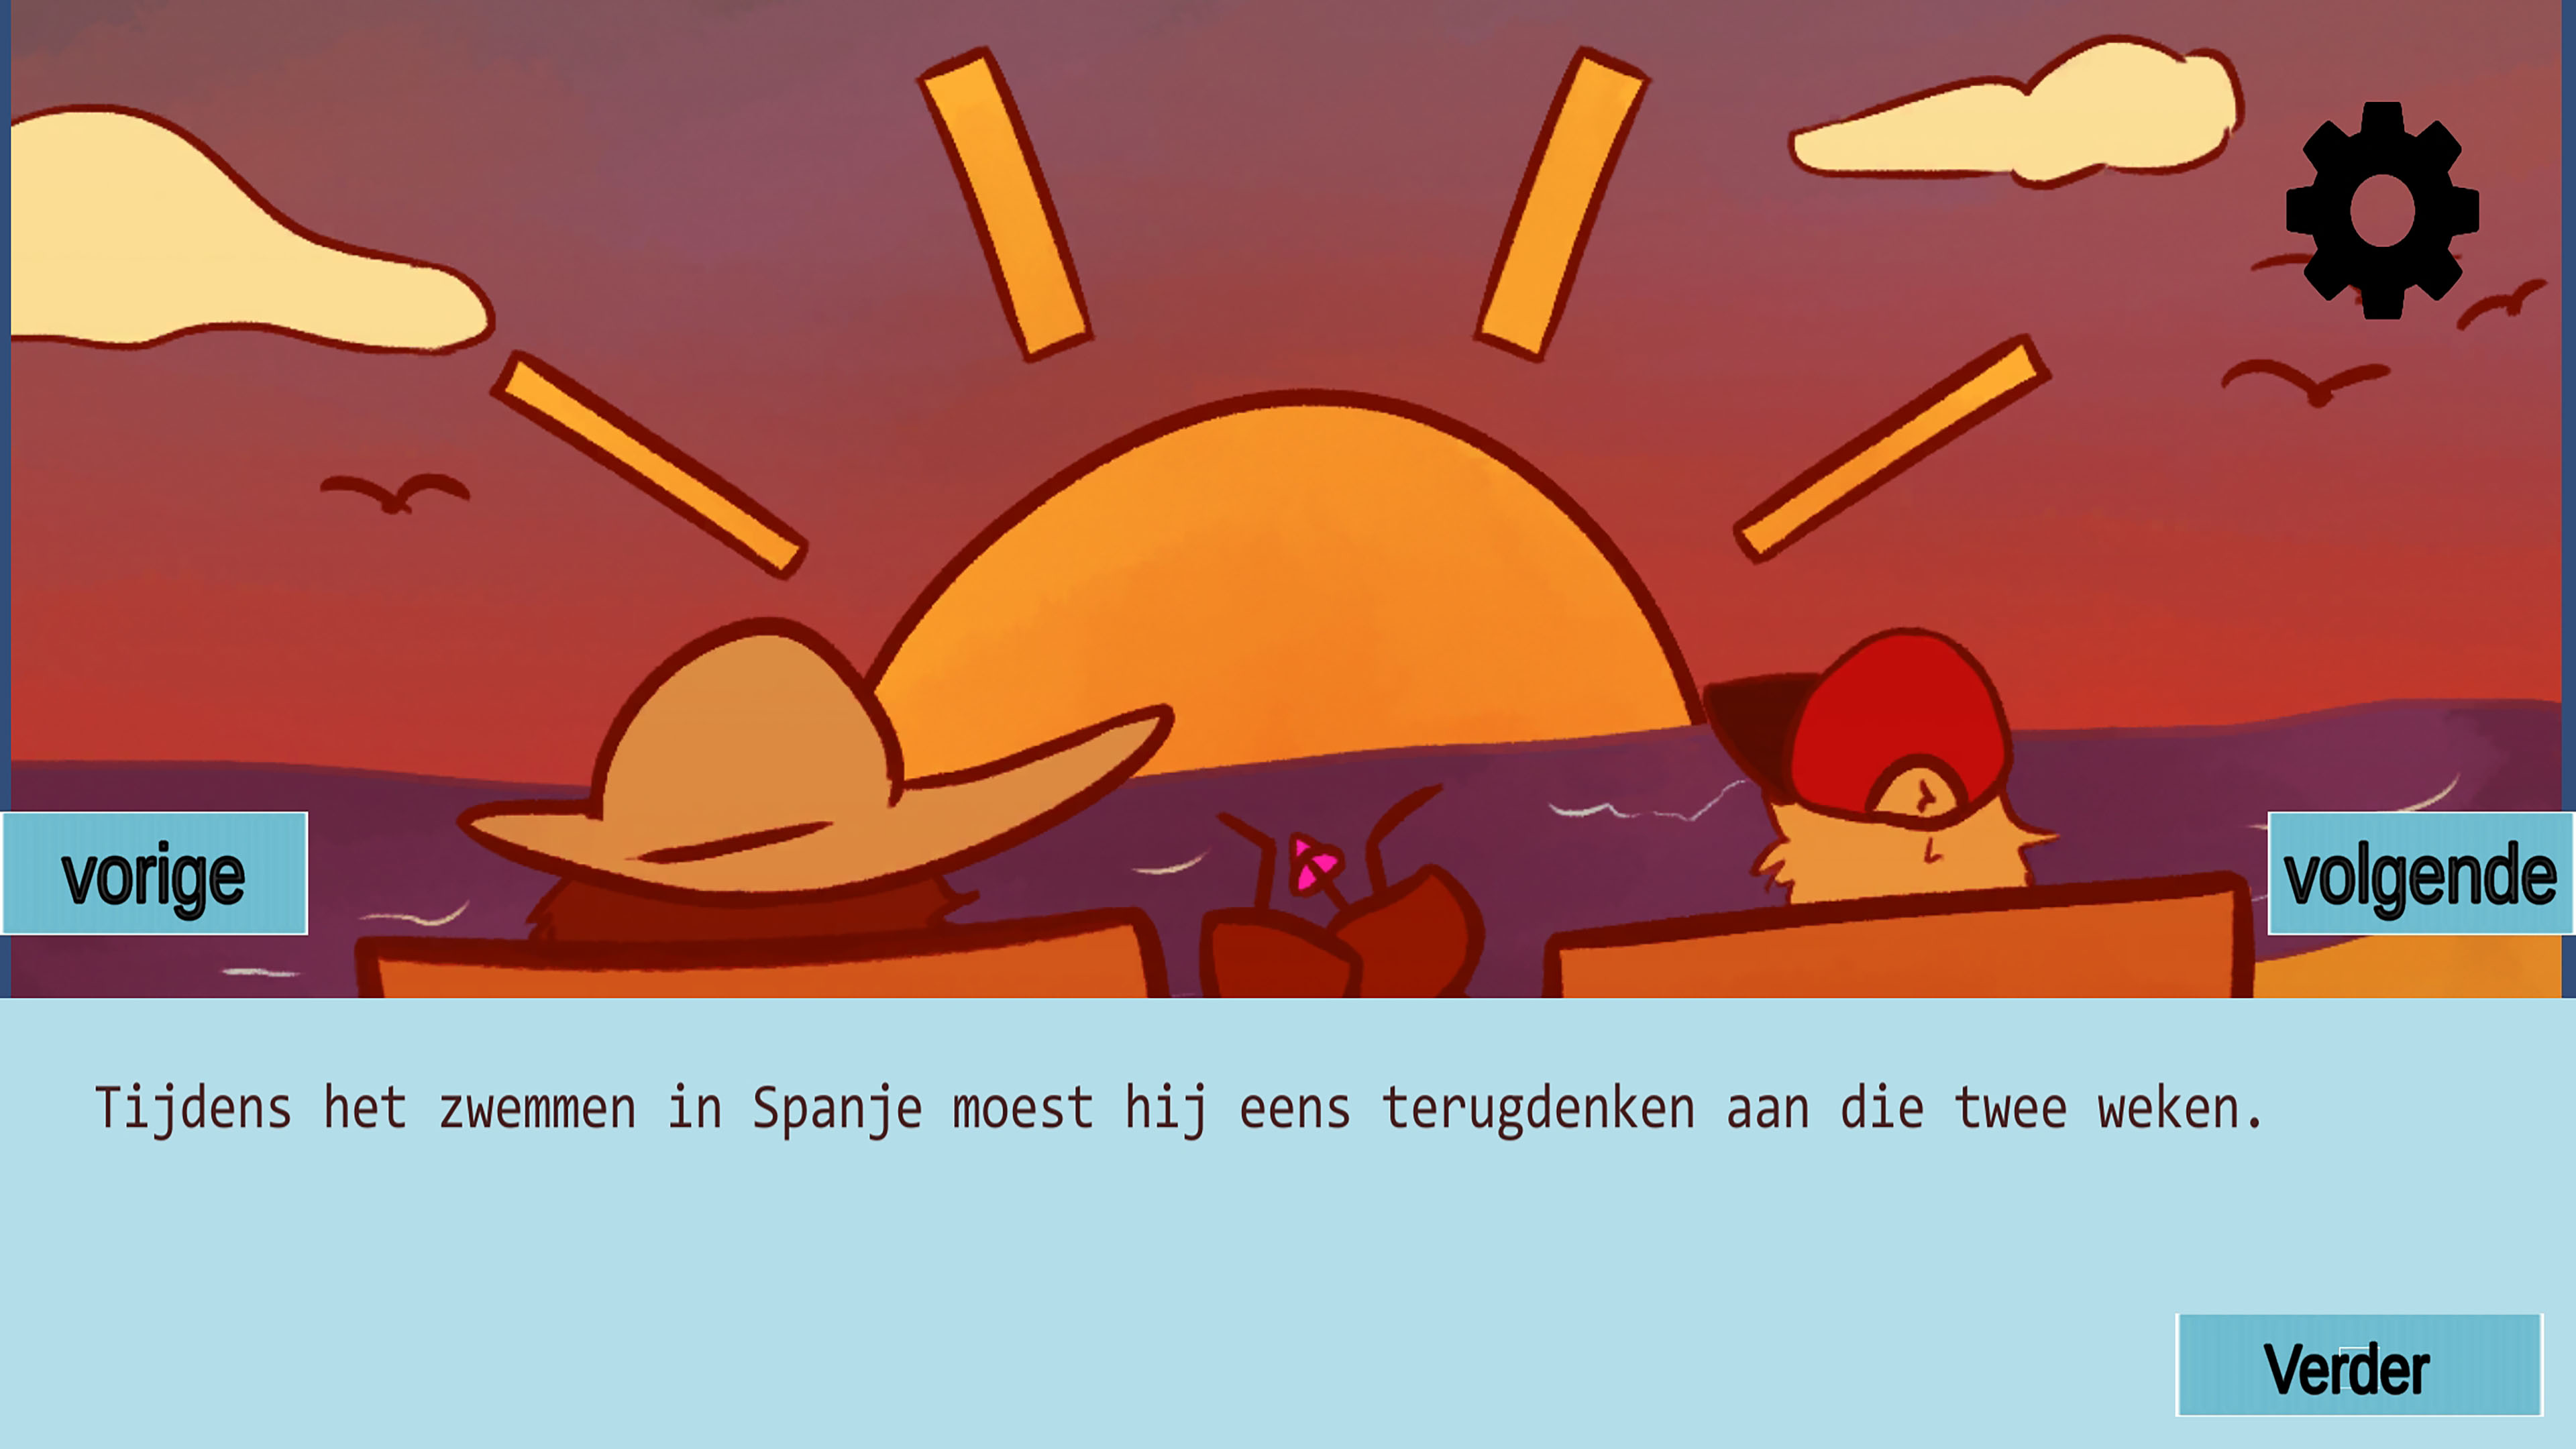 vorige
volgende
Tijdens het zwemmen in Spanje moest hij eens terugdenken aan die twee weken.
Verder